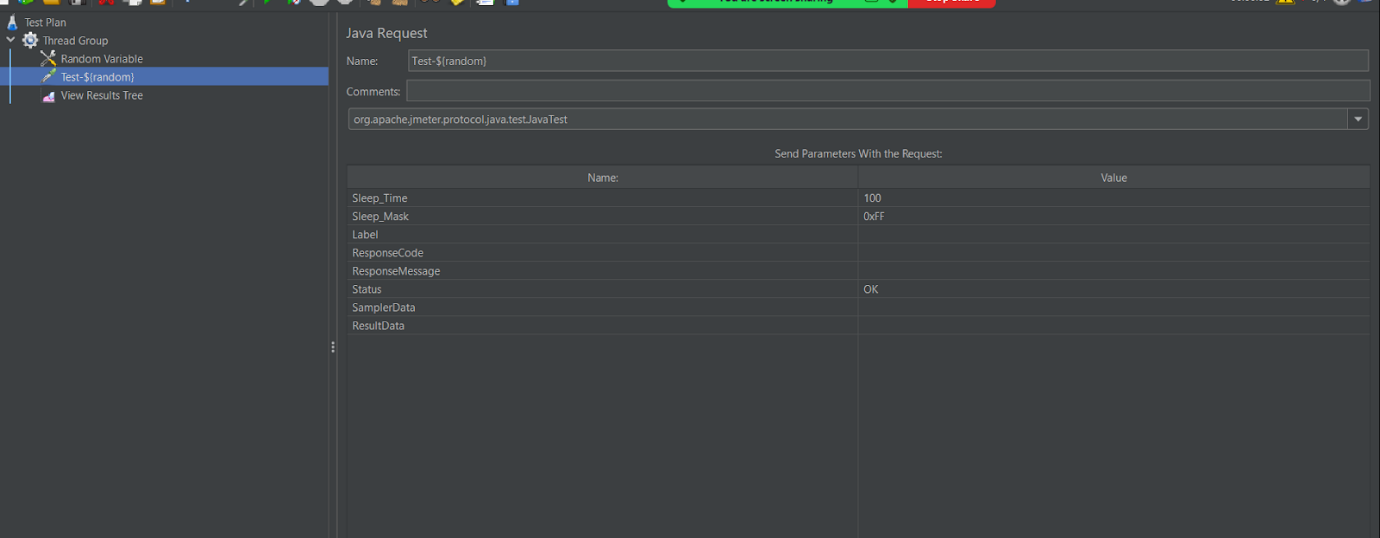 Test Plan
Thread Group
Random Variable
Test-${random}
View Results Tree
Java Request
Name:
Test-${random}
Comments:
org.apache.jmeter.protocol.java.test.JavaTest
Send Parameters With the Request:
Name: Value
Sleep_Time 100
Sleep_Mask 0xFF
Label
ResponseCode
ResponseMessage
Status OK
SamplerData
ResultData